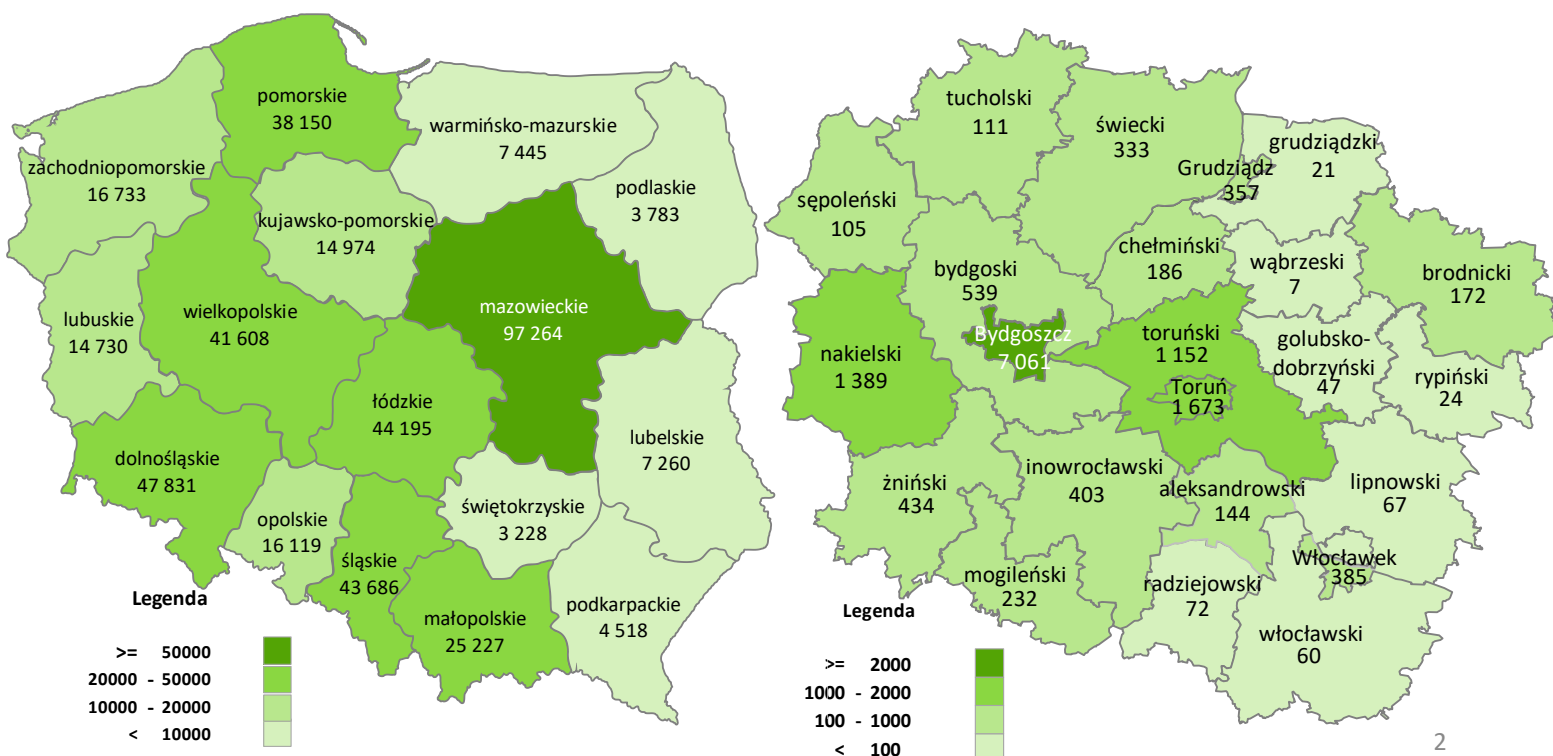 pomorskie
38 150
warmińsko-mazurskie
7 445
zachodniopomorskie
16 733
podlaskie
3 783
kujawsko-pomorskie
14 974
mazowieckie
97 264
wielkopolskie
41 608
lubuskie
14 730
łódzkie
44 195
lubelskie
7 260
dolnośląskie
47 831
świętokrzyskie
3 228
opolskie
16 119
śląskie
43 686
małopolskie
25 227
podkarpackie
4 518
Legenda
>= 50000
20000 - 50000
10000 - 20000
< 10000
tucholski
111
świecki
333
grudziądzki
21
Grudziądz
357
sępoleński
105
chełmiński
186
wąbrzeski
7
brodnicki
172
bydgoski
539
Bydgoszcz
7 061
nakielski
1 389
toruński
1 152
Toruń
1 673
golubsko-
dobrzyński
47
rypiński
24
żniński
434
inowrocławski
403
aleksandrowski
144
lipnowski
67
mogileński
232
radziejowski
72
Włocławek
385
włocławski
60
Legenda
>= 2000
1000 - 2000
100 - 1000
< 100
2